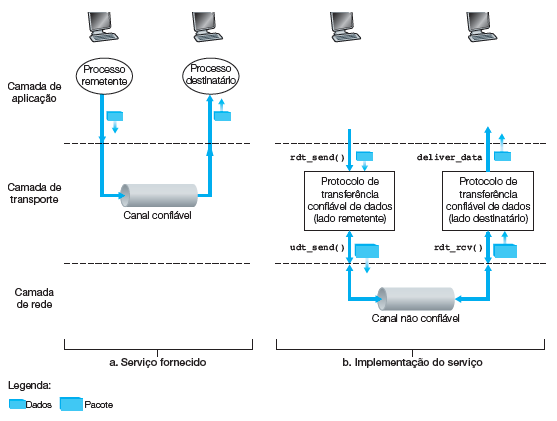 Processo
remetente
Processo
destinatário
Camada de
aplicação
Camada de
transporte
Canal confiável
rdt_send()
deliver_data
Protocolo de
transferência
confiável de dados
(lado remetente)
Protocolo de
transferência
confiável de dados
(lado destinatário)
udt_send()
rdt_rcv()
Camada
de rede
Canal não confiável
a. Serviço fornecido
b. Implementação do serviço
Legenda:
Dados
Pacote